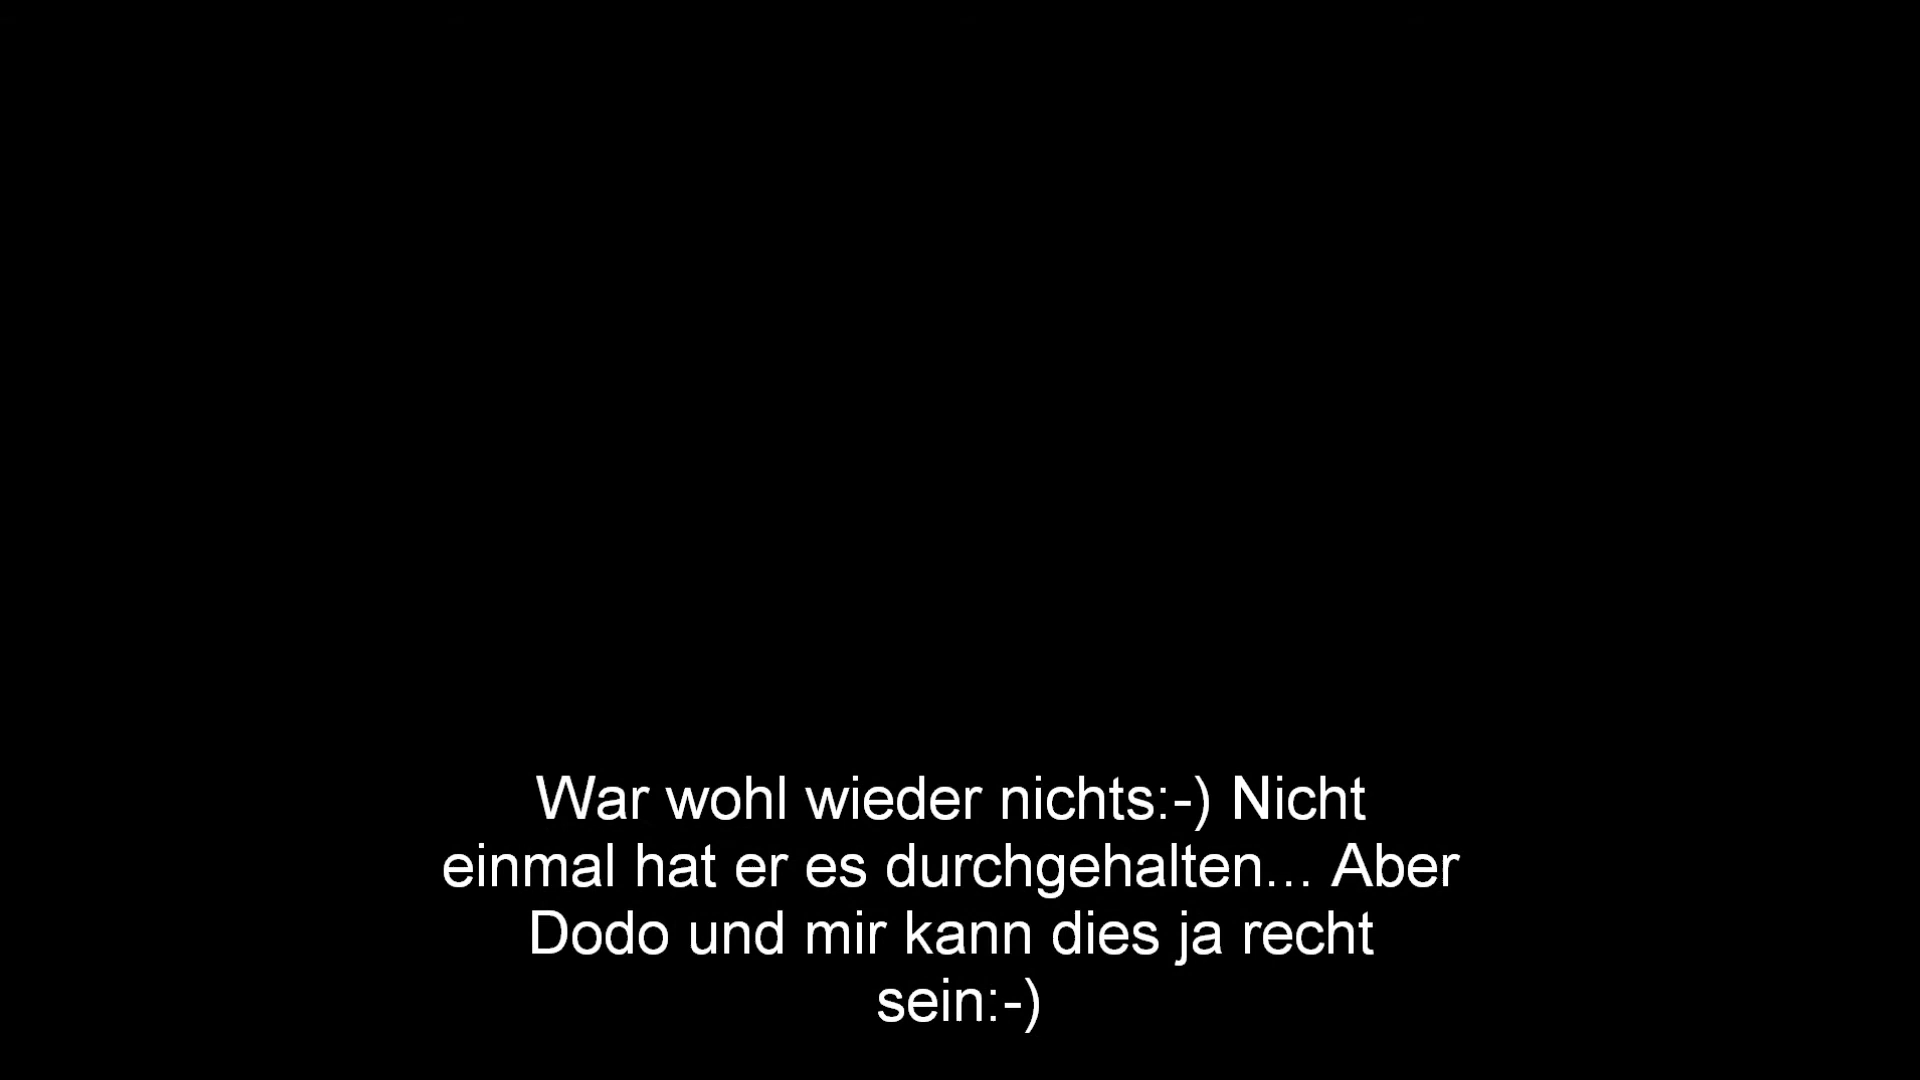 War wohl wieder nichts:-) Nicht
einmal hat er es durchgehalten... Aber
Dodo und mir kann dies ja recht
sein:-)